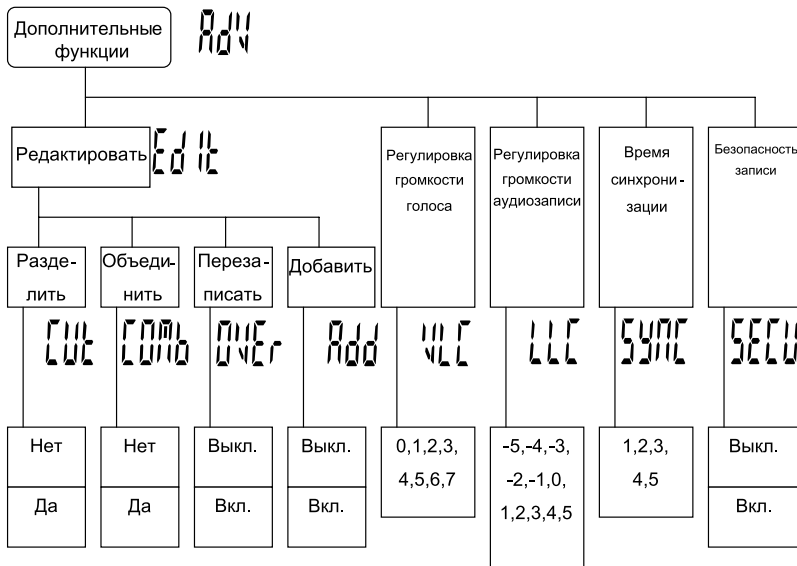 Дополнительные
функции
Adv
Редактировать
Edit
Регулировка
громкости
голоса
Регулировка
громкости
аудиозаписи
Время
синхрони-
зации
Безопасность
записи
Разде-
лить
Объеди-
нить
Переза-
писать
Добавить
CUt
COMb
OVEr
Add
VLC
LLC
SYNC
SECU
Нет
Да
Нет
Да
Выкл.
Вкл.
Выкл.
Вкл.
0,1,2,3,
4,5,6,7
-5,-4,-3,
-2,-1,0,
1,2,3,4,5
1,2,3,
4,5
Выкл.
Вкл.